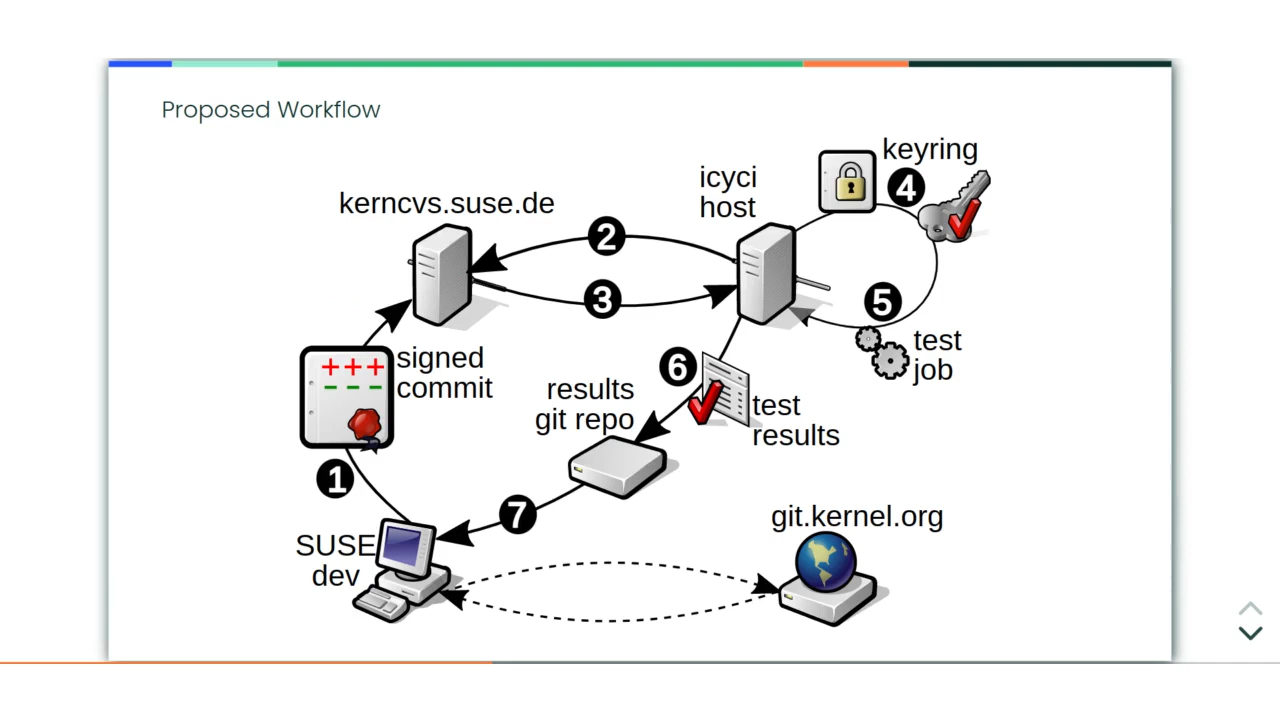 Proposed Workflow
keyring
4
icyci
host
kerncvs.suse.de
2
3
5
test
job
signed
commit
6
results
git repo
test
results
1
7
SUSE
dev
git.kernel.org